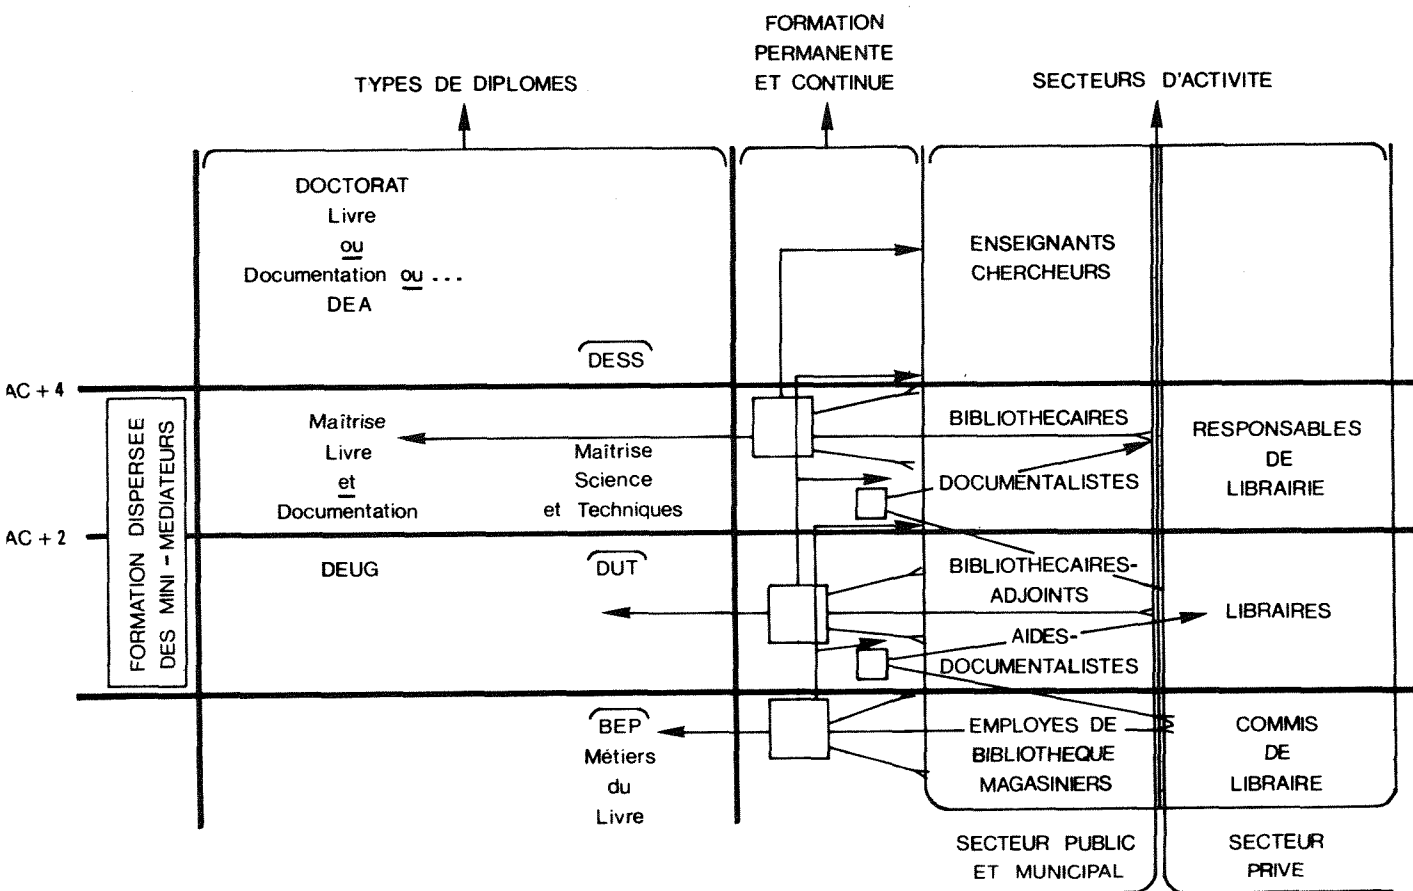 FORMATION
PERMANENTE
ET CONTINUE
TYPES DE DIPLOMES
SECTEURS D'ACTIVITE
DOCTORAT
Livre
ou
Documentation ou ...
DEA
DESS
ENSEIGNANTS
CHERCHEURS
AC + 4
FORMATION DISPERSEE
DES MINI - MEDIATEURS
Maîtrise
Livre
et
Documentation
Maîtrise
Science
et Techniques
BIBLIOTHECAIRES
DOCUMENTALISTES
RESPONSABLES
DE
LIBRAIRIE
AC + 2
DEUG
DUT
BIBLIOTHECAIRES-
ADJOINTS
AIDES-
DOCUMENTALISTES
LIBRAIRES
BEP
Métiers
du
Livre
EMPLOYES DE
BIBLIOTHEQUE
MAGASINIERS
COMMIS
DE
LIBRAIRE
SECTEUR PUBLIC
ET MUNICIPAL
SECTEUR
PRIVE